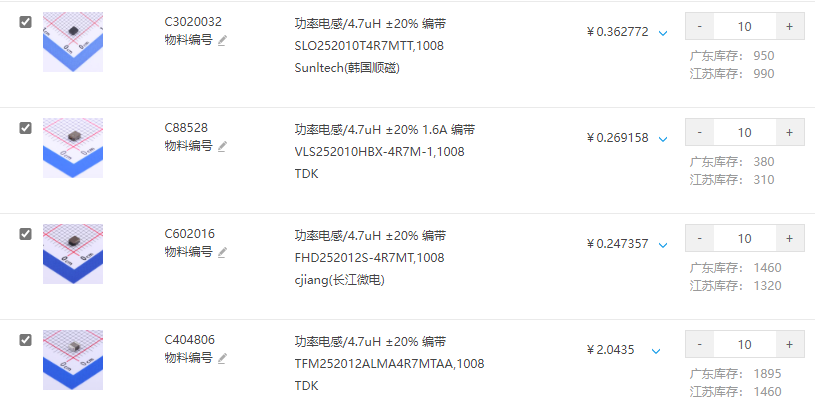 C3020032
物料编号
功率电感/4.7uH ±20% 编带
SLO252010T4R7MTT,1008
Sunltech(韩国顺磁)
￥0.362772
- 10 +
广东库存： 950
江苏库存： 990
C88528
物料编号
功率电感/4.7uH ±20% 1.6A 编带
VLS252010HBX-4R7M-1,1008
TDK
￥0.269158
- 10 +
广东库存： 380
江苏库存： 310
C602016
物料编号
功率电感/4.7uH ±20% 编带
FHD252012S-4R7MT,1008
cjiang(长江微电)
￥0.247357
- 10 +
广东库存： 1460
江苏库存： 1320
C404806
物料编号
功率电感/4.7uH ±20% 编带
TFM252012ALMA4R7MTAA,1008
TDK
￥2.0435
- 10 +
广东库存： 1895
江苏库存： 1460